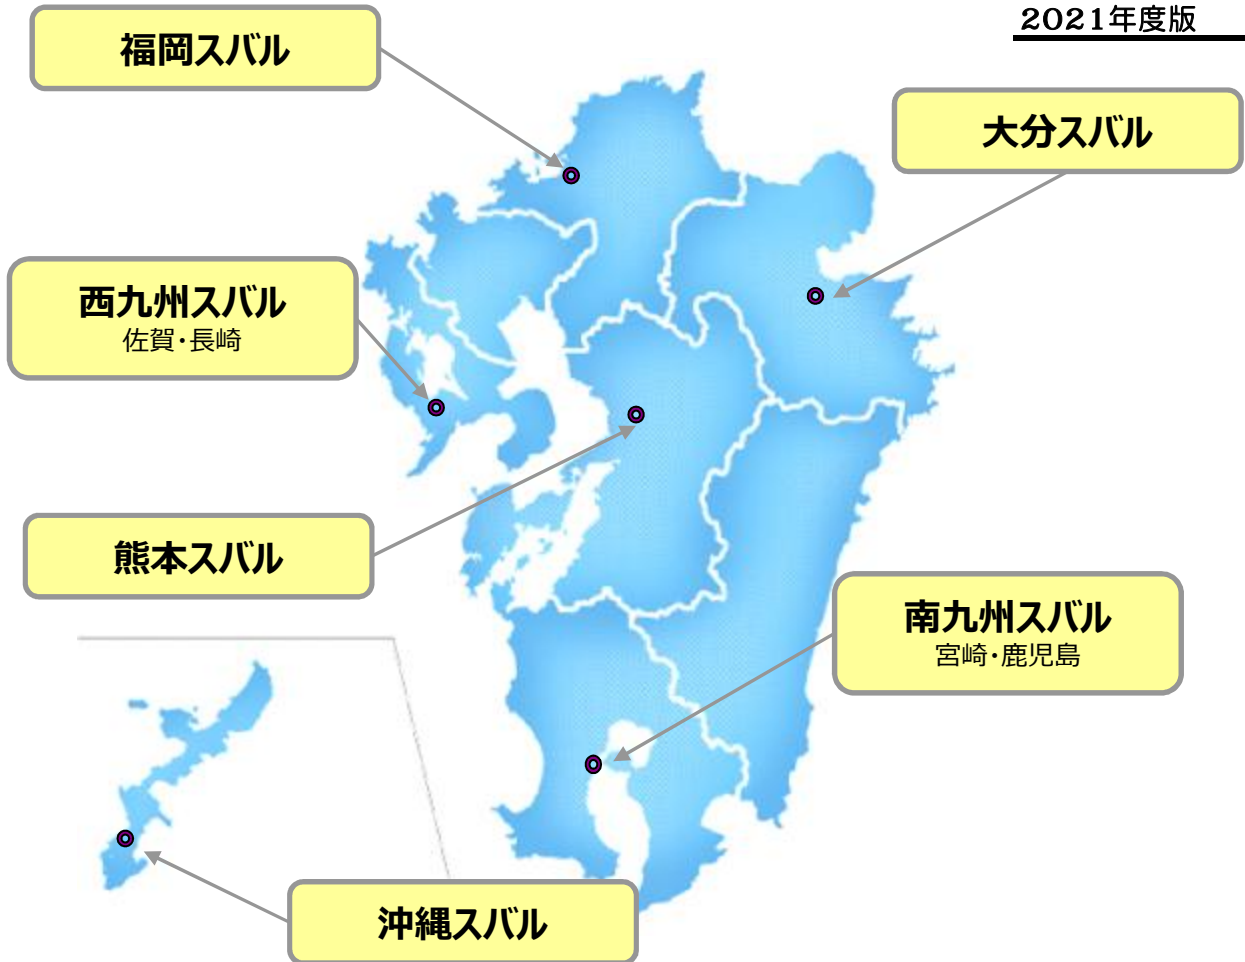 2021年度版
福岡スバル
大分スバル
西九州スバル
佐賀・長崎
熊本スバル
南九州スバル
宮崎・鹿児島
沖縄スバル